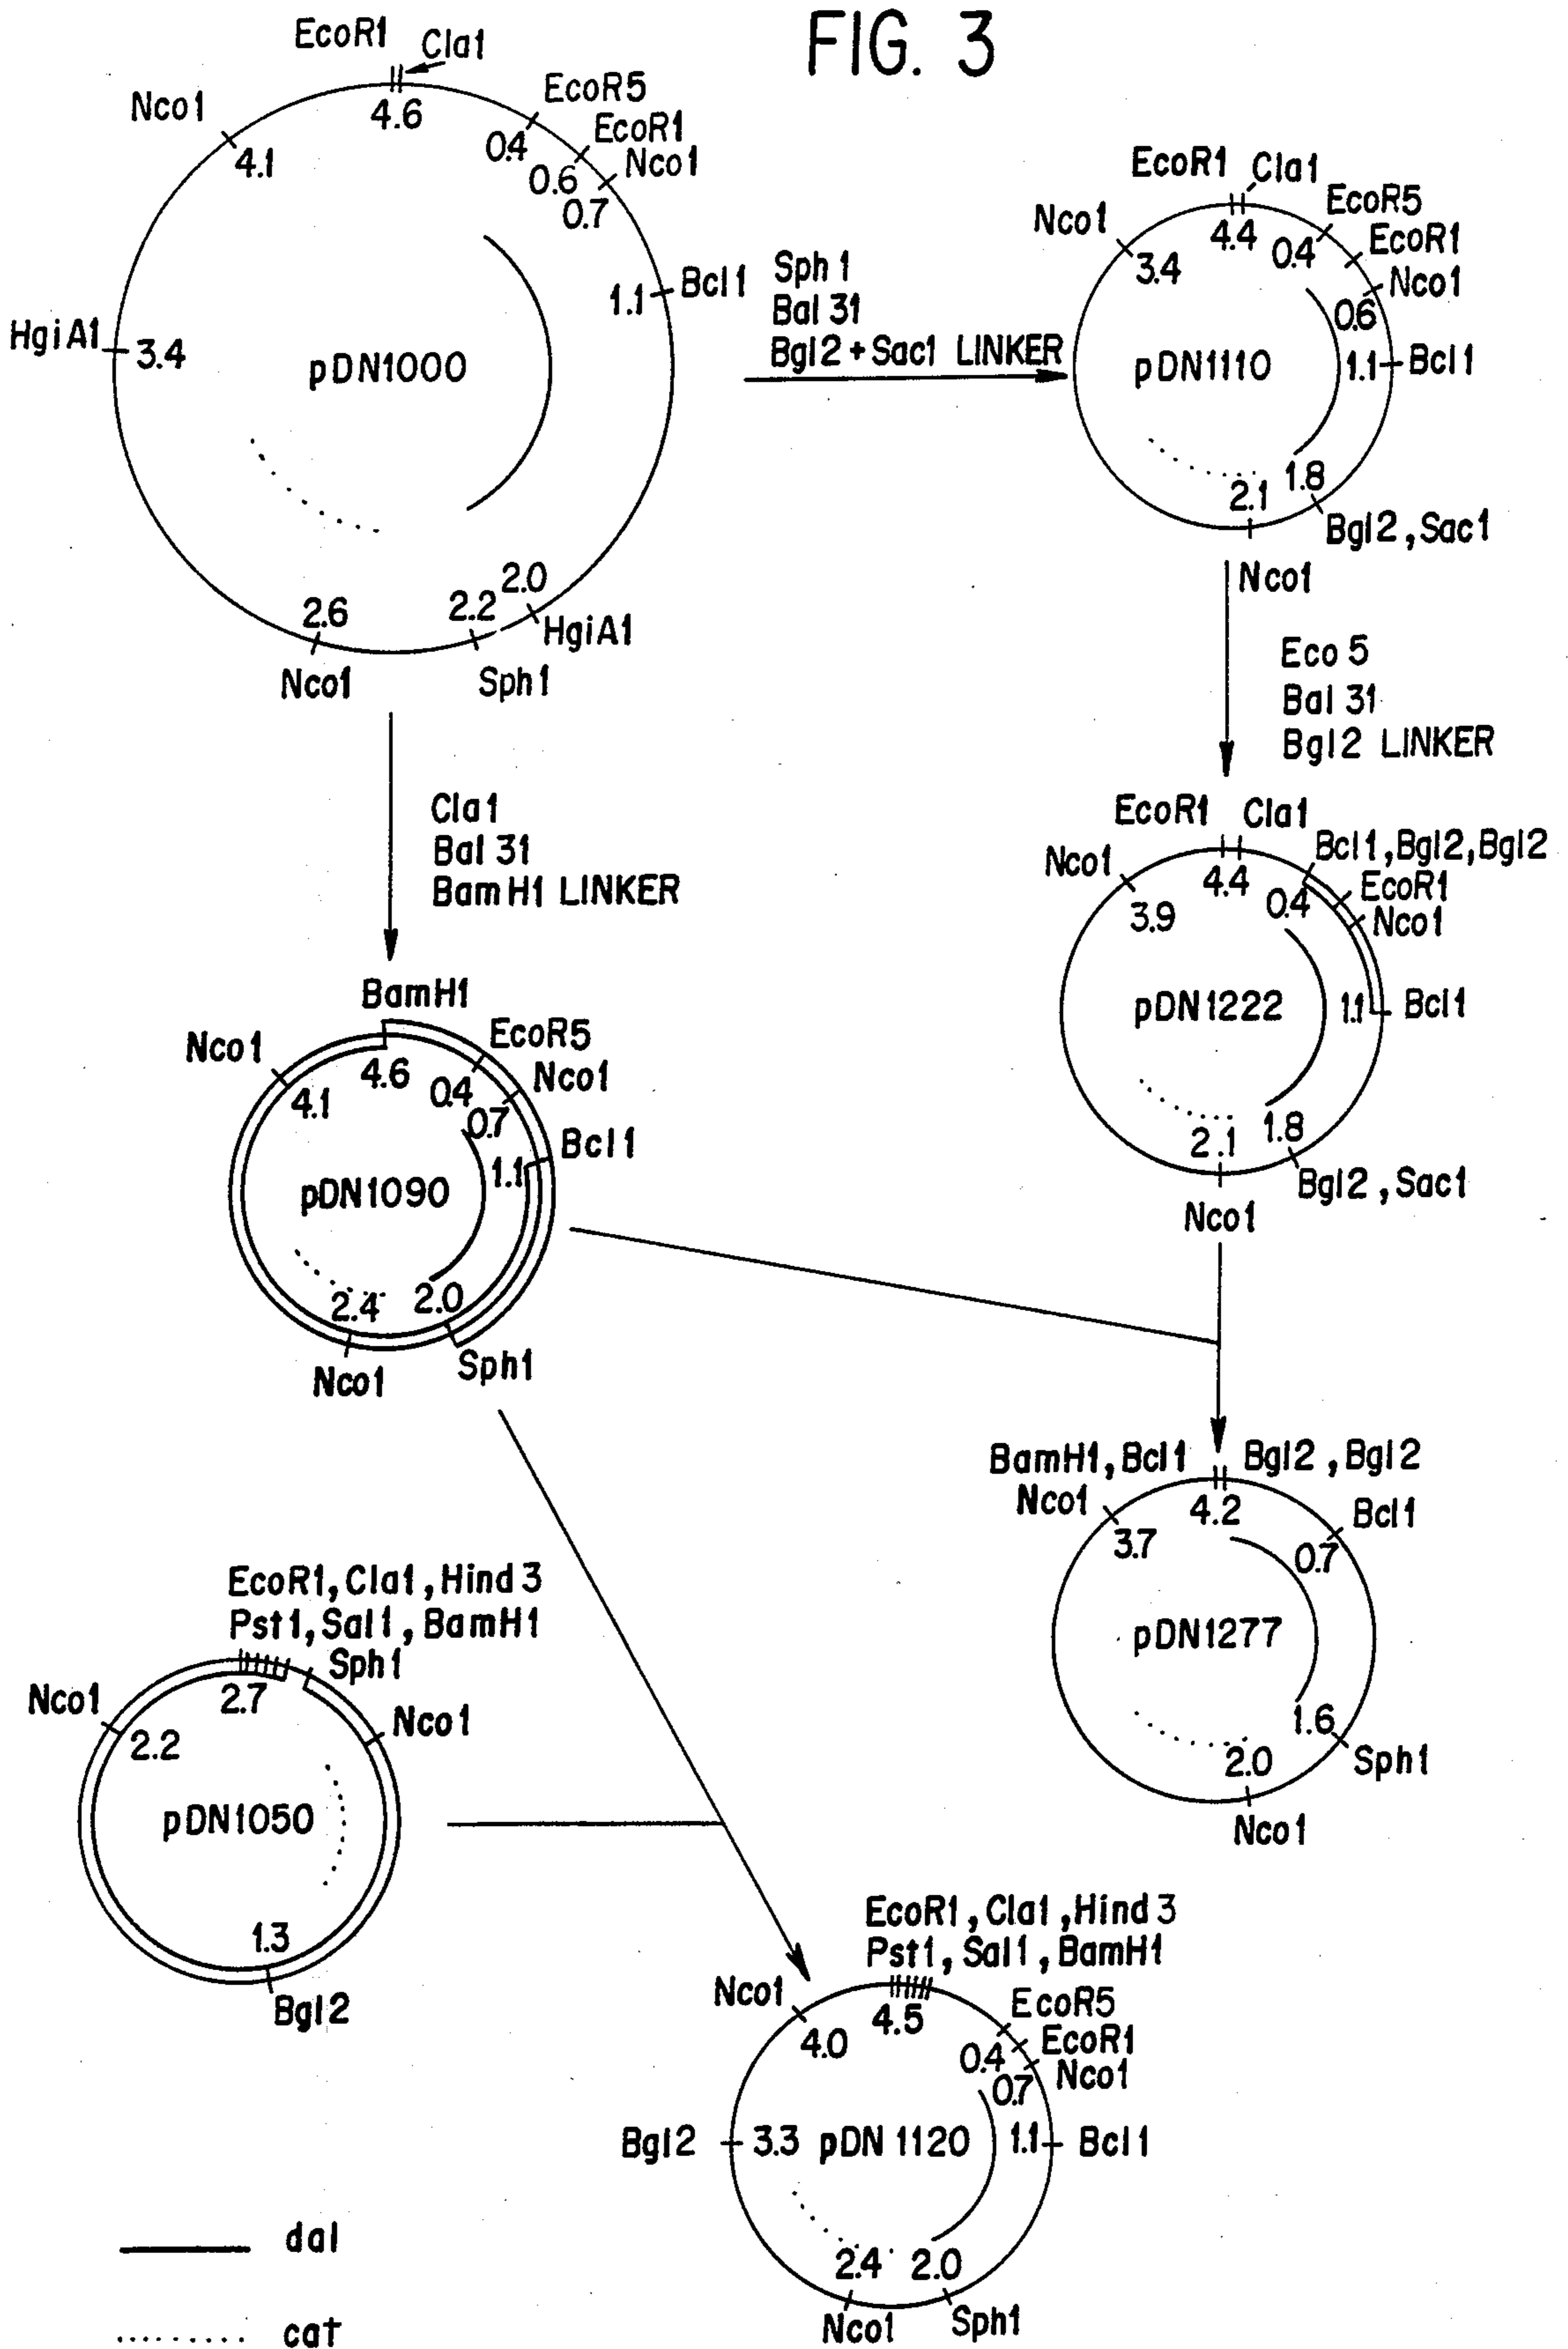 FIG. 3
EcoR1
Cla1
4.6
EcoR5
0.4
EcoR1
0.6
Nco1
0.7
Nco1
4.1
Bcl1
1.1
HgiA1
3.4
pDN1000
2.0
HgiA1
2.2
Sph1
2.6
Nco1
Sph1
Bal 31
Bgl2+Sac1 LINKER
EcoR1
Cla1
4.4
EcoR5
0.4
EcoR1
Nco1
0.6
Nco1
3.4
pDN1110
1.1
Bcl1
1.8
Bgl2,Sac1
2.1
Nco1
Eco 5
Bal 31
Bgl2 LINKER
Cla1
Bal 31
BamH1 LINKER
EcoR1
Cla1
4.4
Bcl1,Bgl2,Bgl2
0.4
EcoR1
Nco1
Nco1
3.9
pDN1222
1.1
Bcl1
1.8
Bgl2,Sac1
2.1
Nco1
BamH1
4.6
EcoR5
0.4
Nco1
0.7
Nco1
4.1
Bcl1
1.1
pDN1090
2.4
2.0
Nco1
Sph1
BamH1,Bcl1
Bgl2,Bgl2
4.2
Nco1
3.7
Bcl1
0.7
pDN1277
1.6
Sph1
2.0
Nco1
EcoR1,Cla1,Hind3
Pst1,Sal1,BamH1
Sph1
2.7
Nco1
2.2
Nco1
pDN1050
1.3
Bgl2
EcoR1,Cla1,Hind3
Pst1,Sal1,BamH1
4.5
Nco1
4.0
EcoR5
0.4
EcoR1
Nco1
0.7
Bgl2
3.3
pDN1120
1.1
Bcl1
2.4
2.0
Nco1
Sph1
dal
cat